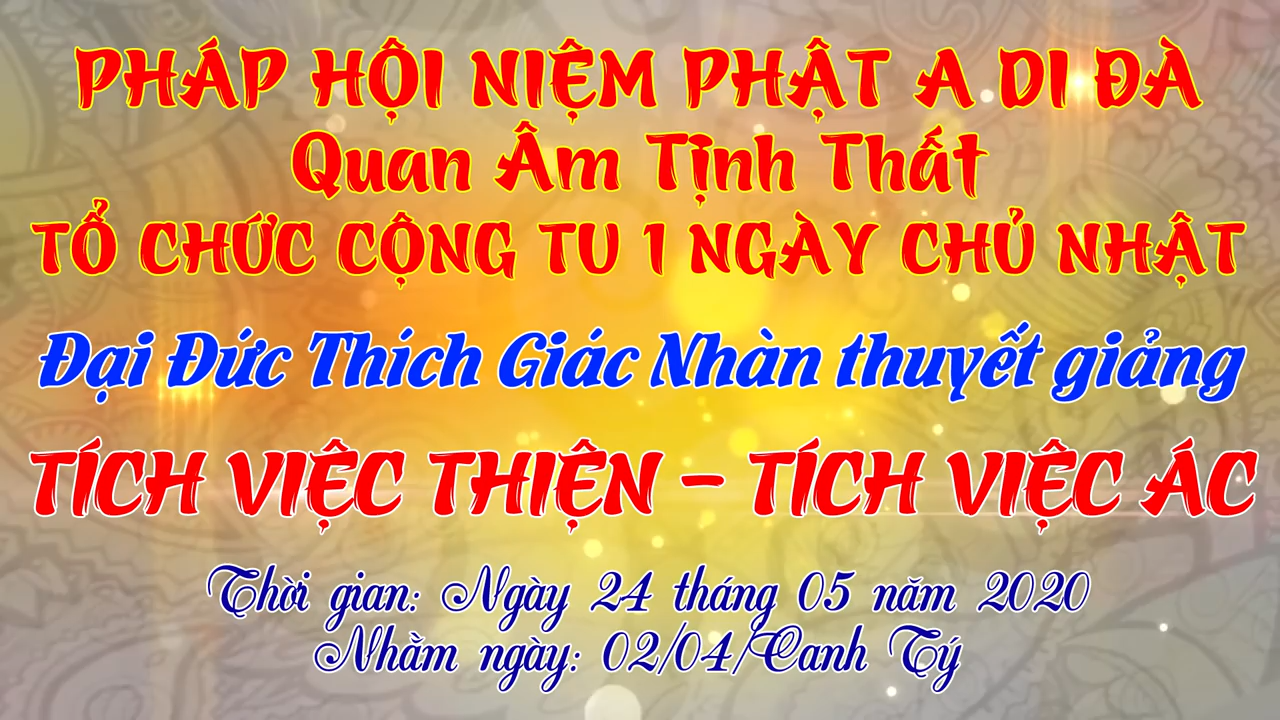 PHÁP HỘI NIỆM PHẬT A DI ĐÀ
Quan Âm Tịnh Thất
TỔ CHỨC CỘNG TU 1 NGÀY CHỦ NHẬT
Đại Đức Thích Giác Nhàn thuyết giảng
TÍCH VIỆC THIỆN - TÍCH VIỆC ÁC
Thời gian: Ngày 24 tháng 05 năm 2020
Nhằm ngày: 02/04/Canh Tý